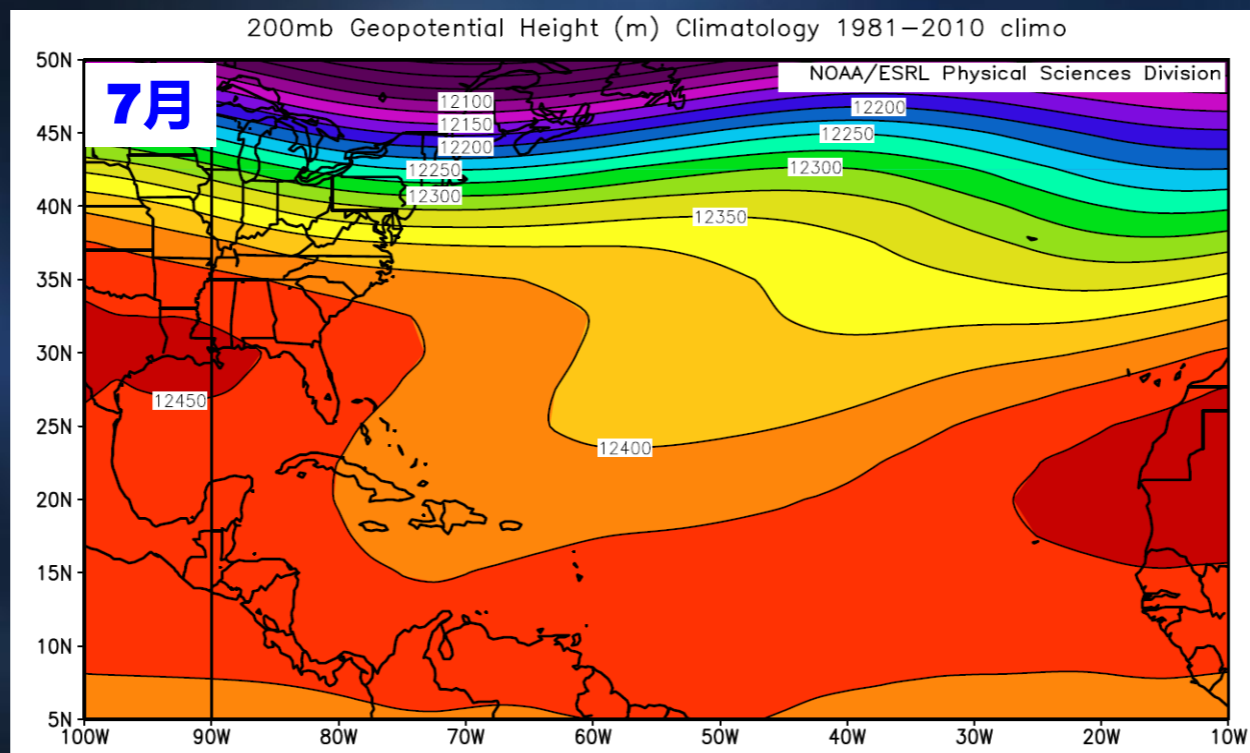 200mb Geopotential Height (m) Climatology 1981−2010 climo
NOAA/ESRL Physical Sciences Division
7月
50N
45N
40N
35N
30N
25N
20N
15N
10N
5N
12100
12150
12200
12250
12300
12200
12250
12300
12350
12400
12450
100W 90W 80W 70W 60W 50W 40W 30W 20W 10W